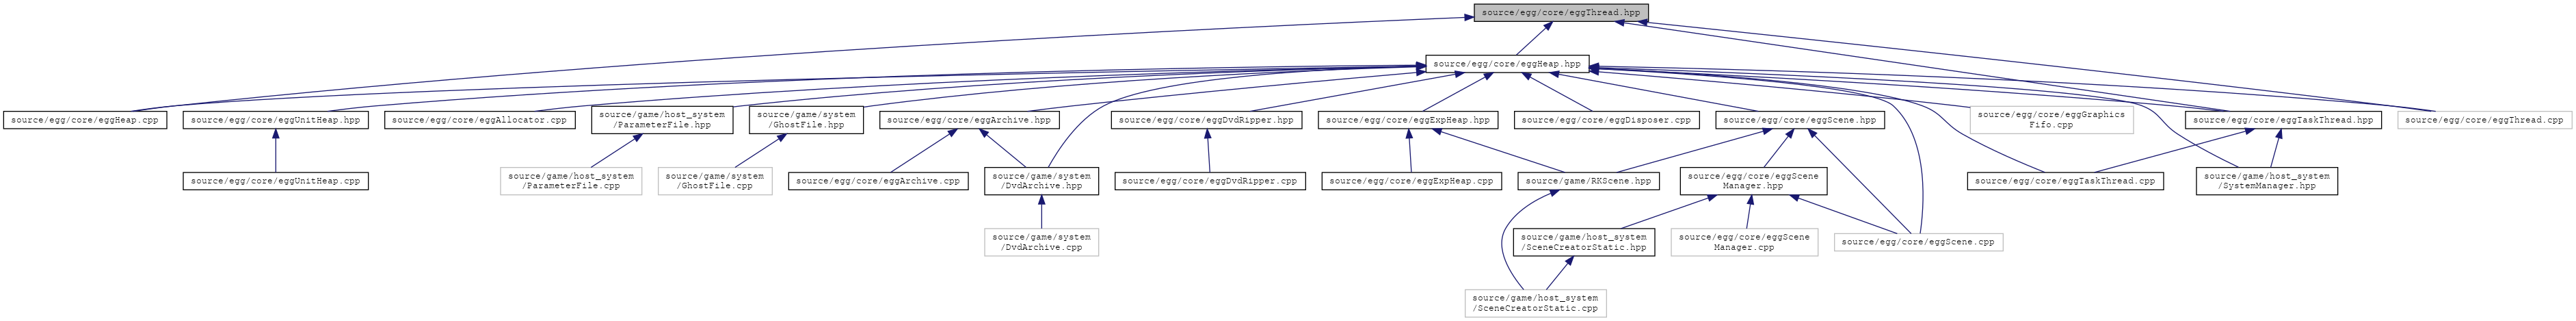 source/egg/core/eggThread.hpp
source/egg/core/eggHeap.hpp
source/egg/core/eggHeap.cpp
source/egg/core/eggUnitHeap.hpp
source/egg/core/eggAllocator.cpp
source/game/host_system
/ParameterFile.hpp
source/game/system
/GhostFile.hpp
source/egg/core/eggArchive.hpp
source/egg/core/eggDvdRipper.hpp
source/egg/core/eggExpHeap.hpp
source/egg/core/eggDisposer.cpp
source/egg/core/eggScene.hpp
source/egg/core/eggGraphics
Fifo.cpp
source/egg/core/eggTaskThread.hpp
source/egg/core/eggThread.cpp
source/egg/core/eggUnitHeap.cpp
source/game/host_system
/ParameterFile.cpp
source/game/system
/GhostFile.cpp
source/egg/core/eggArchive.cpp
source/game/system
/DvdArchive.hpp
source/egg/core/eggDvdRipper.cpp
source/egg/core/eggExpHeap.cpp
source/game/RKScene.hpp
source/egg/core/eggScene
Manager.hpp
source/egg/core/eggTaskThread.cpp
source/game/host_system
/SystemManager.hpp
source/game/system
/DvdArchive.cpp
source/game/host_system
/SceneCreatorStatic.hpp
source/egg/core/eggScene
Manager.cpp
source/egg/core/eggScene.cpp
source/game/host_system
/SceneCreatorStatic.cpp